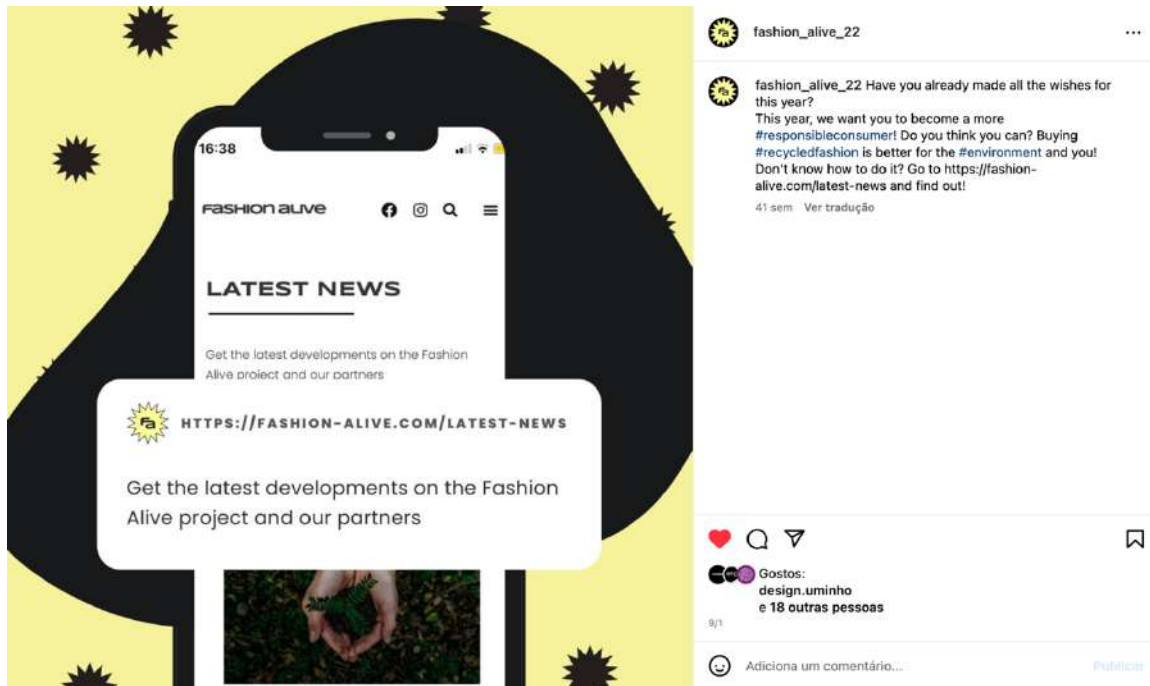 16:38
FASHION ALIVE
LATEST NEWS
Get the latest developments on the Fashion
Alive project and our partners
Fa HTTPS://FASHION-ALIVE.COM/LATEST-NEWS
Get the latest developments on the Fashion
Alive project and our partners
Fa fashion_alive_22
Fa fashion_alive_22 Have you already made all the wishes for
this year?
This year, we want you to become a more
#responsibleconsumer! Do you think you can? Buying
#recycledfashion is better for the #environment and you!
Don't know how to do it? Go to https://fashion-
alive.com/latest-news and find out!
41 sem Ver tradução
Gostos:
design.uminho
e 18 outras pessoas
9/1
Adiciona um comentário... Publicar